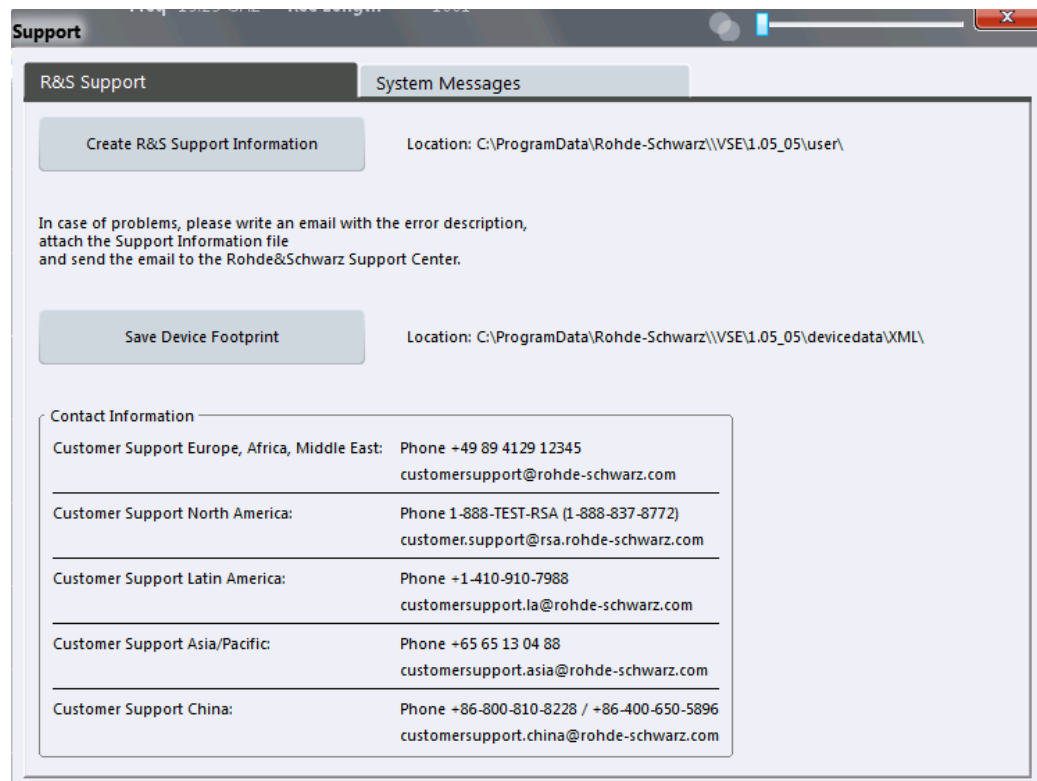 Support
R&S Support
System Messages
Create R&S Support Information
Location: C:\ProgramData\Rohde-Schwarz\\VSE\1.05_05\user\
In case of problems, please write an email with the error description,
attach the Support Information file
and send the email to the Rohde&Schwarz Support Center.
Save Device Footprint
Location: C:\ProgramData\Rohde-Schwarz\\VSE\1.05_05\devicedata\XML\
Contact Information
Customer Support Europe, Africa, Middle East: Phone +49 89 4129 12345
customersupport@rohde-schwarz.com
Customer Support North America: Phone 1-888-TEST-RSA (1-888-837-8772)
customer.support@rsa.rohde-schwarz.com
Customer Support Latin America: Phone +1-410-910-7988
customersupport.la@rohde-schwarz.com
Customer Support Asia/Pacific: Phone +65 65 13 04 88
customersupport.asia@rohde-schwarz.com
Customer Support China: Phone +86-800-810-8228 / +86-400-650-5896
customersupport.china@rohde-schwarz.com